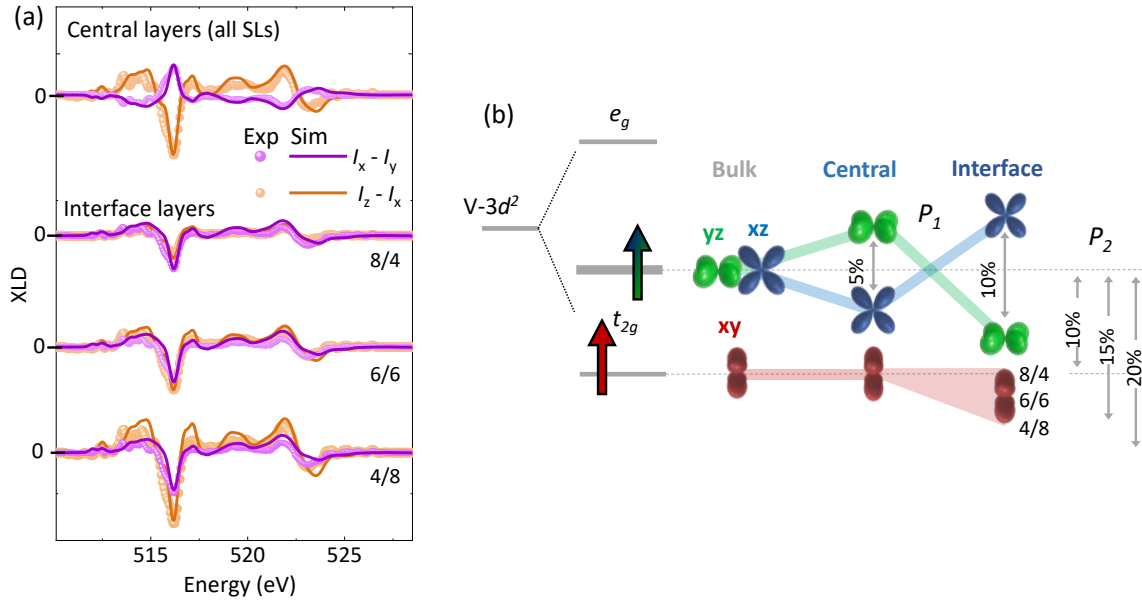 (a)
Central layers (all SLs)
0
Exp Sim
Ix - Iy
Iz - Ix
Interface layers
0
8/4
0
6/6
0
4/8
XLD
515 520 525
Energy (eV)
(b)
eg
Bulk Central Interface
V-3d²
yz xz
P1
P2
5%
10%
10%
15%
20%
t2g
xy
8/4
6/6
4/8